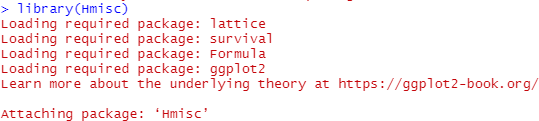 > library(Hmisc)
Loading required package: lattice
Loading required package: survival
Loading required package: Formula
Loading required package: ggplot2
Learn more about the underlying theory at https://ggplot2-book.org/
Attaching package: ‘Hmisc’